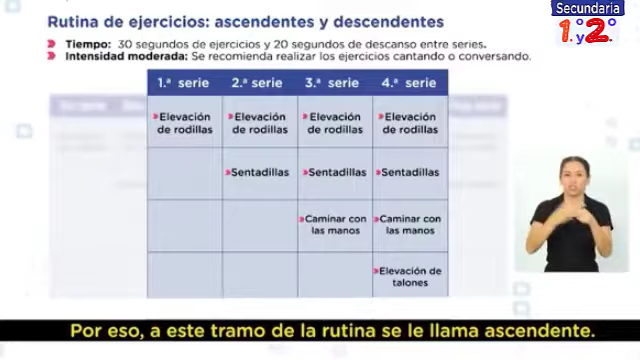 Secundaria
1.º y 2.º
Rutina de ejercicios: ascendentes y descendentes
Tiempo: 30 segundos de ejercicios y 20 segundos de descanso entre series.
Intensidad moderada: Se recomienda realizar los ejercicios cantando o conversando.
1.ª serie 2.ª serie 3.ª serie 4.ª serie
Elevación Elevación Elevación Elevación
de rodillas de rodillas de rodillas de rodillas
Sentadillas Sentadillas Sentadillas
Caminar con Caminar con
las manos las manos
Elevación de
talones
Por eso, a este tramo de la rutina se le llama ascendente.